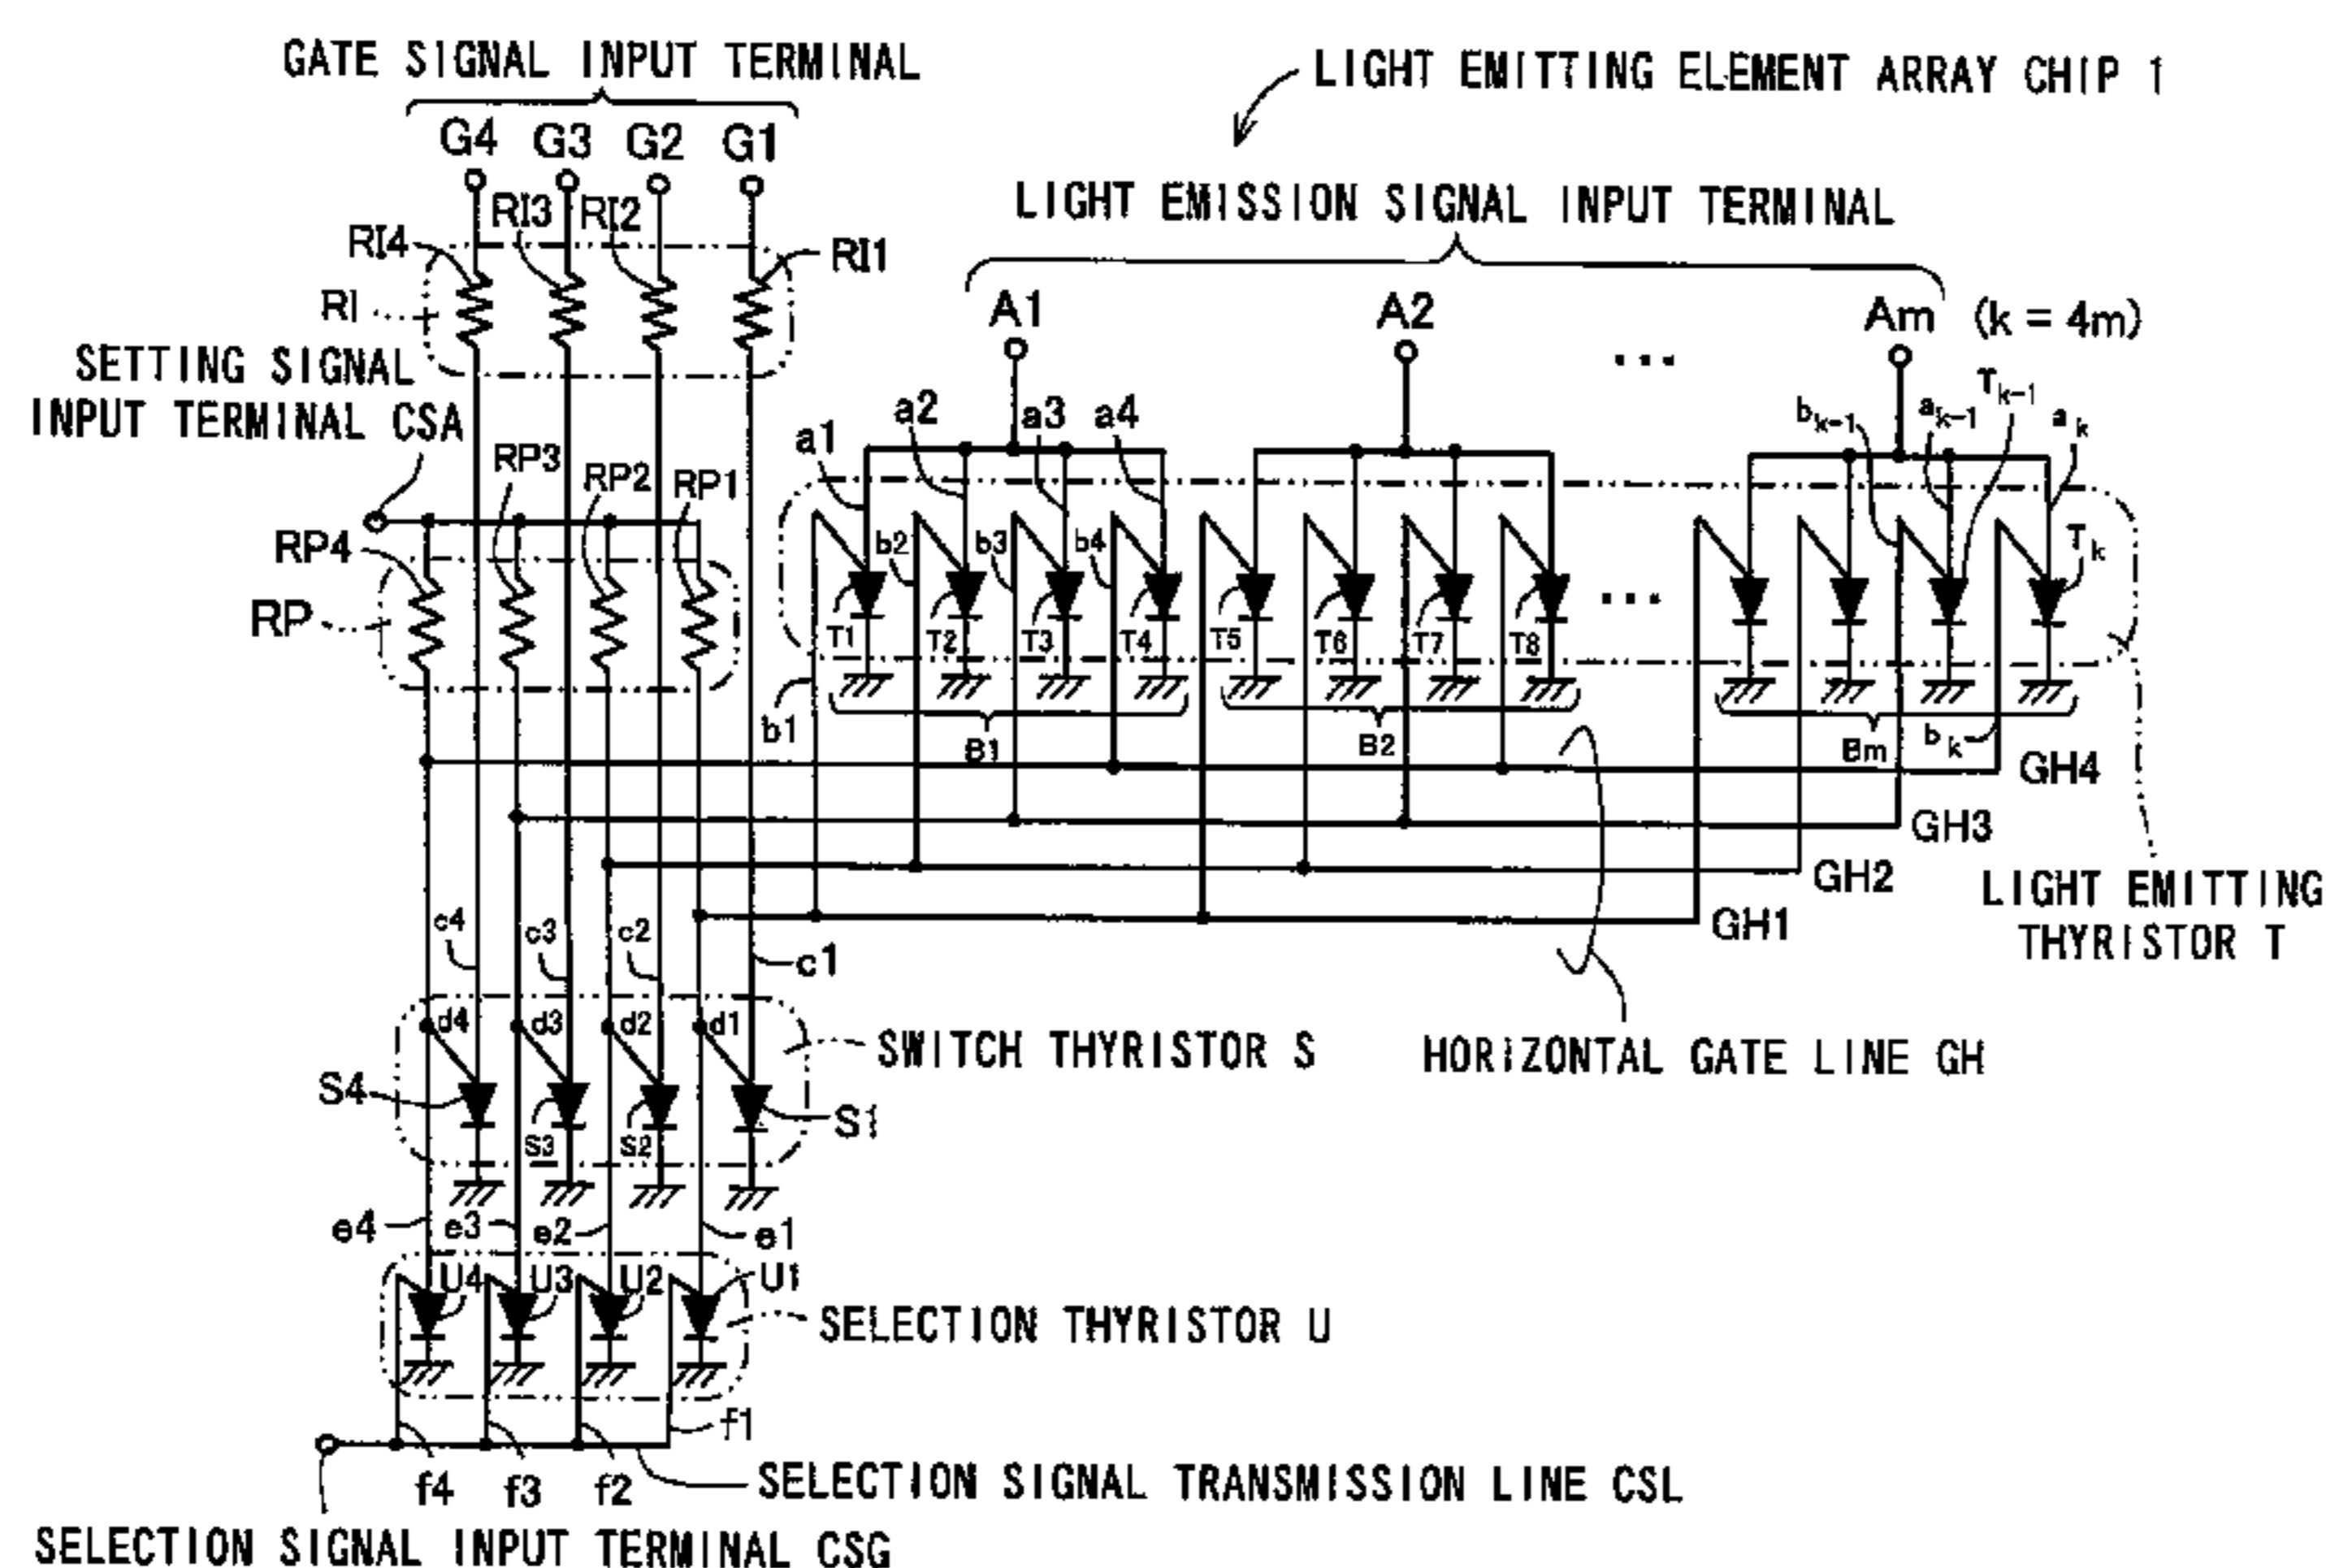 GATE SIGNAL INPUT TERMINAL
LIGHT EMITTING ELEMENT ARRAY CHIP 1
G4 G3 G2 G1
LIGHT EMISSION SIGNAL INPUT TERMINAL
RI4 RI3 RI2 RI1
RI
A1 A2 ... Am (k = 4m)
SETTING SIGNAL
INPUT TERMINAL CSA
a1 a2 a3 a4 bk-1 ak-1 Tk-1 ak
RP4 RP3 RP2 RP1
RP
b1 b2 b3 b4
T1 T2 T3 T4 T5 T6 T7 T8 ... Tk
B1 B2 Bm bk
GH4
GH3
GH2
GH1
LIGHT EMITTING
THYRISTOR T
c4 c3 c2 c1
d4 d3 d2 d1
SWITCH THYRISTOR S
HORIZONTAL GATE LINE GH
S4 S3 S2 S1
e4 e3 e2 e1
U4 U3 U2 U1
SELECTION THYRISTOR U
f4 f3 f2 f1
SELECTION SIGNAL TRANSMISSION LINE CSL
SELECTION SIGNAL INPUT TERMINAL CSG